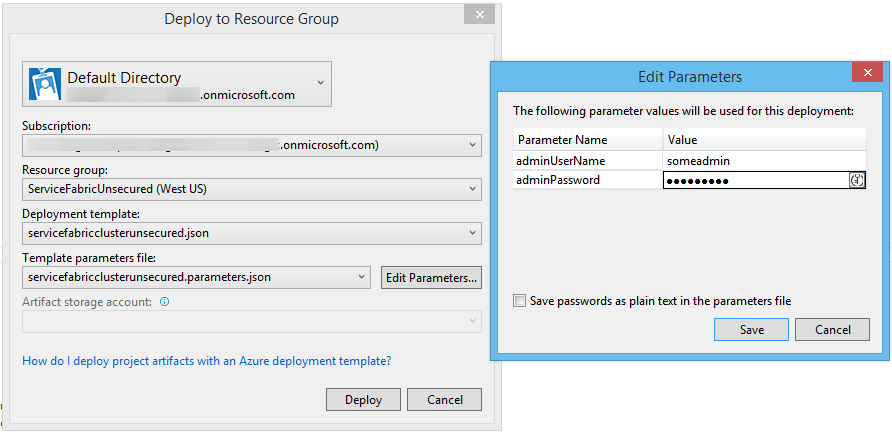 Deploy to Resource Group
Default Directory
.onmicrosoft.com
Subscription:
.onmicrosoft.com)
Resource group:
ServiceFabricUnsecured (West US)
Deployment template:
servicefabricclusterunsecured.json
Template parameters file:
servicefabricclusterunsecured.parameters.json
Edit Parameters...
Artifact storage account:
How do I deploy project artifacts with an Azure deployment template?
Deploy Cancel
Edit Parameters
The following parameter values will be used for this deployment:
Parameter Name Value
adminUserName someadmin
adminPassword ●●●●●●●●●
Save passwords as plain text in the parameters file
Save Cancel